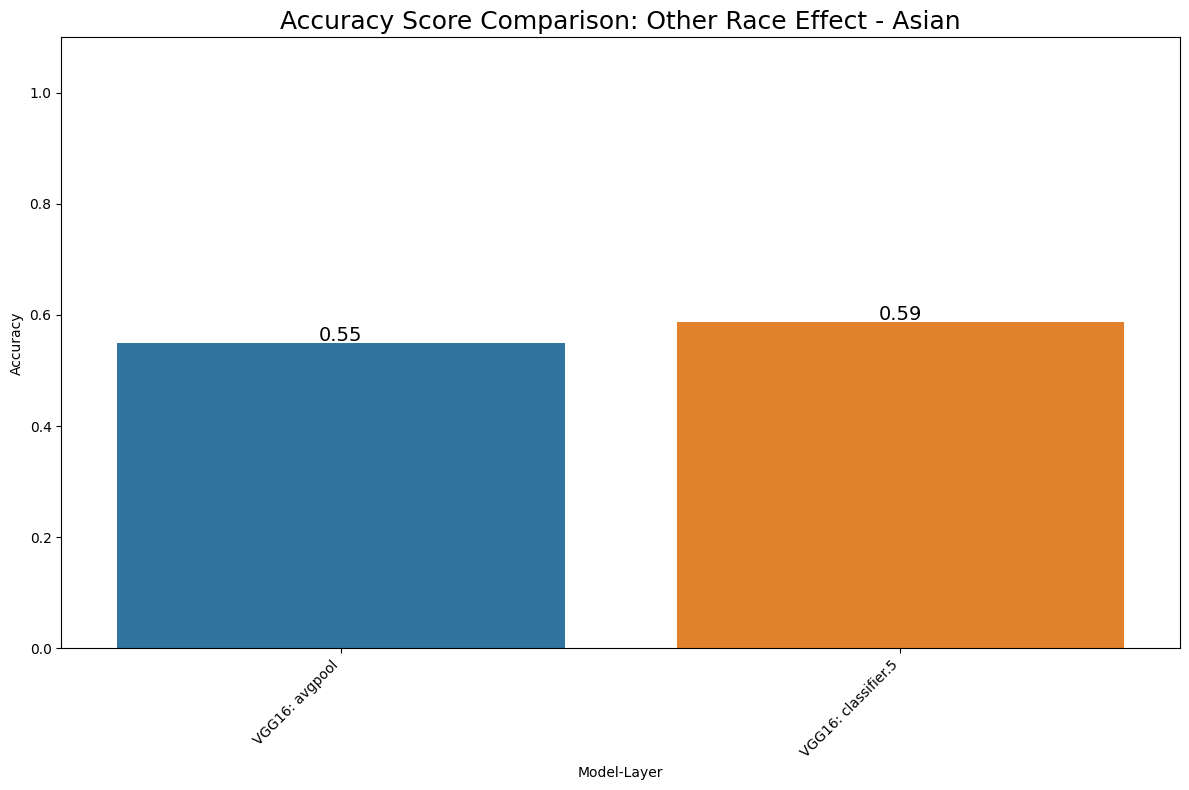 Accuracy Score Comparison: Other Race Effect - Asian
1.0
0.8
0.6
0.4
0.2
0.0
Accuracy
0.55
0.59
VGG16: avgpool
VGG16: classifier.5
Model-Layer